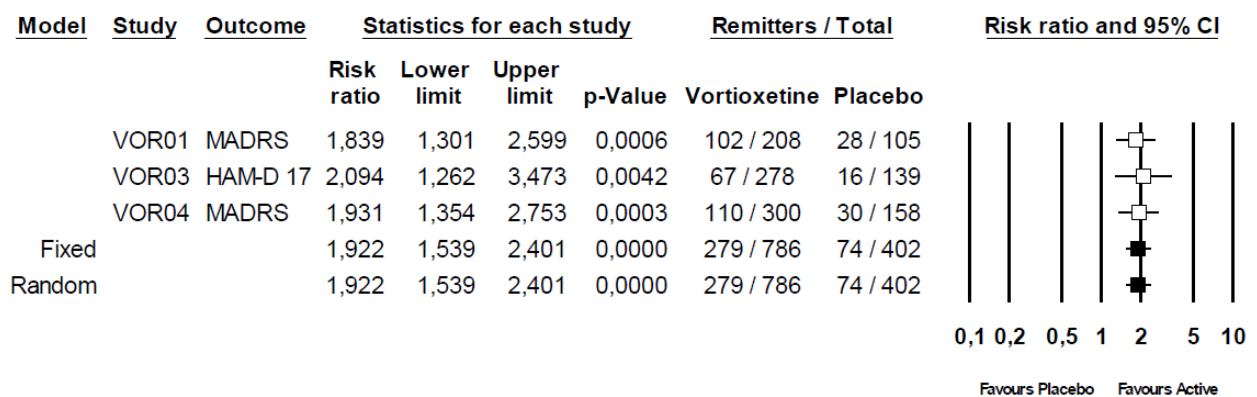 Model Study Outcome Statistics for each study Remitters / Total Risk ratio and 95% CI
Risk ratio Lower limit Upper limit p-Value Vortioxetine Placebo
VOR01 MADRS 1,839 1,301 2,599 0,0006 102 / 208 28 / 105
VOR03 HAM-D 17 2,094 1,262 3,473 0,0042 67 / 278 16 / 139
VOR04 MADRS 1,931 1,354 2,753 0,0003 110 / 300 30 / 158
Fixed 1,922 1,539 2,401 0,0000 279 / 786 74 / 402
Random 1,922 1,539 2,401 0,0000 279 / 786 74 / 402
0,1 0,2 0,5 1 2 5 10
Favours Placebo Favours Active